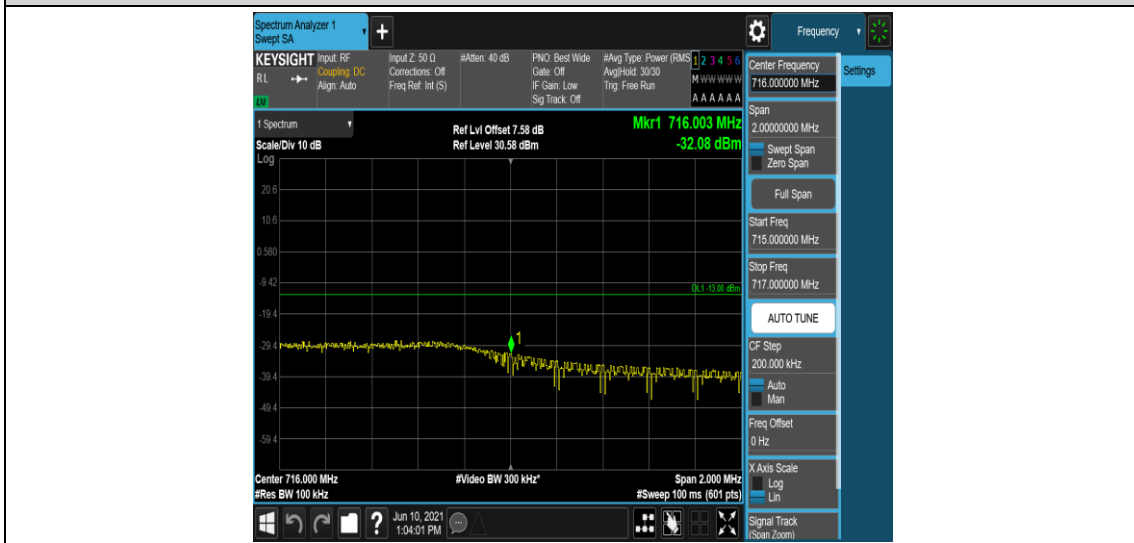 Spectrum Analyzer 1
Swept SA
+
Frequency
KEYSIGHT
RL
LXI
Input: RF
Coupling: DC
Align: Auto
Input Z: 50 Ω
Corrections: Off
Freq Ref: Int (S)
#Atten: 40 dB
PNO: Best Wide
Gate: Off
IF Gain: Low
Sig Track: Off
#Avg Type: Power (RMS
Avg|Hold: 30/30
Trig: Free Run
1 2 3 4 5 6
M W W W W W
A A A A A A
1 Spectrum
Scale/Div 10 dB
Ref Lvl Offset 7.58 dB
Ref Level 30.58 dBm
Mkr1 716.003 MHz
-32.08 dBm
Log
20.6
10.6
0.580
-9.42
DL1 -13.00 dBm
-19.4
-29.4
1
-39.4
-49.4
-59.4
Center 716.000 MHz
#Res BW 100 kHz
#Video BW 300 kHz*
Span 2.000 MHz
#Sweep 100 ms (601 pts)
Center Frequency
716.000000 MHz
Settings
Span
2.00000000 MHz
Swept Span
Zero Span
Full Span
Start Freq
715.000000 MHz
Stop Freq
717.000000 MHz
AUTO TUNE
CF Step
200.000 kHz
Auto
Man
Freq Offset
0 Hz
X Axis Scale
Log
Lin
Signal Track
(Span Zoom)
?
Jun 10, 2021
1:04:01 PM